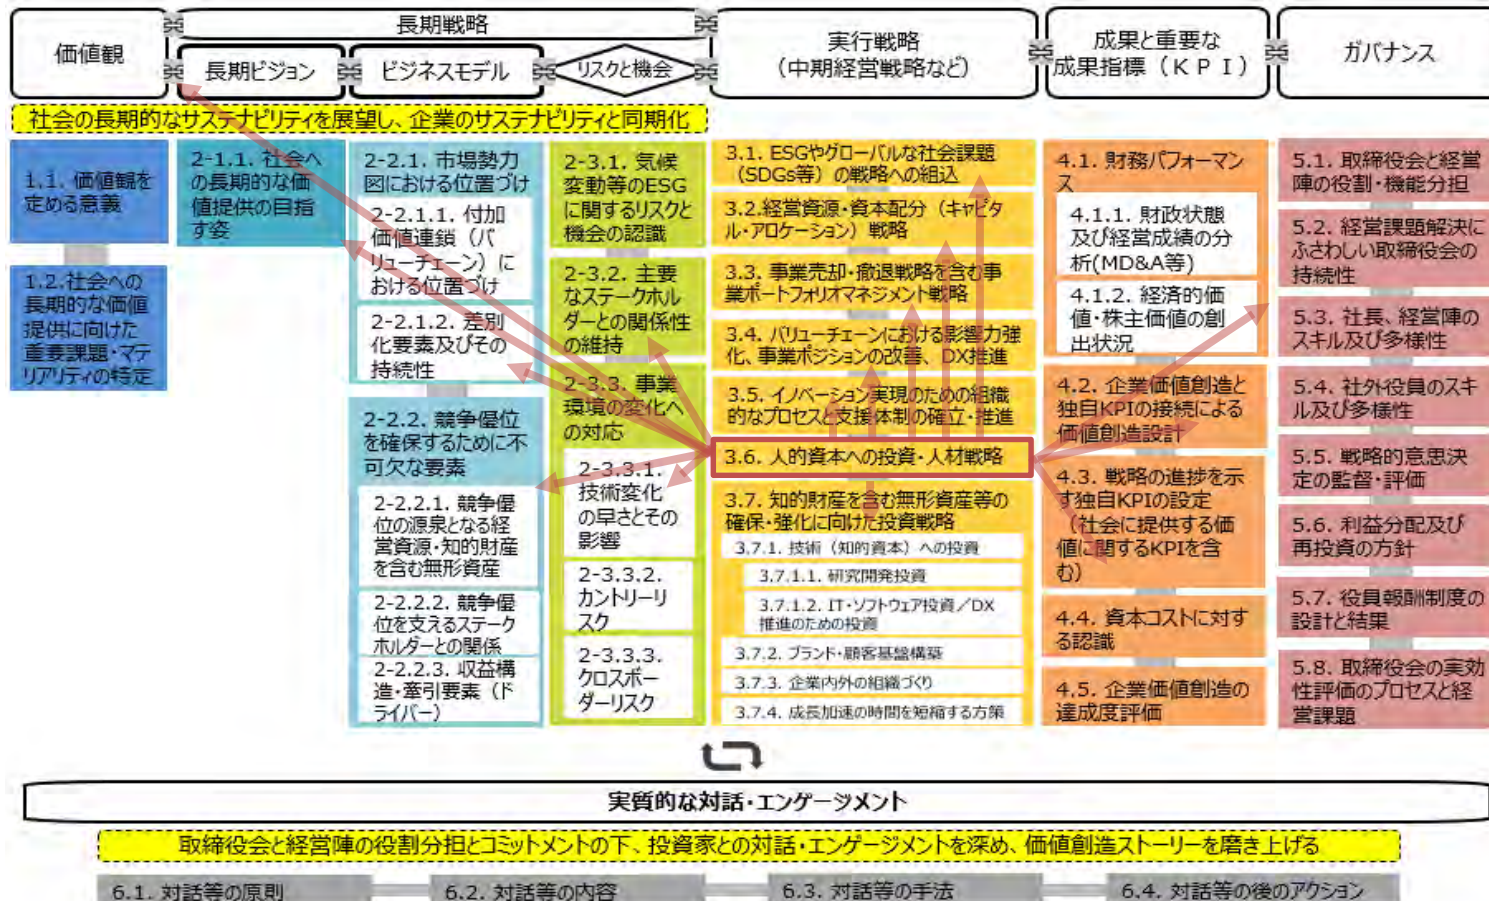 価値観
長期戦略
長期ビジョン
ビジネスモデル
リスクと機会
実行戦略
（中期経営戦略など）
成果と重要な
成果指標（ＫＰＩ）
ガバナンス
社会の長期的なサステナビリティを展望し、企業のサステナビリティと同期化
1.1. 価値観を
定める意義
1.2.社会への
長期的な価値
提供に向けた
重要課題・マテ
リアリティの特定
2-1.1. 社会へ
の長期的な価
値提供の目指
す姿
2-2.1. 市場勢力
図における位置づけ
2-2.1.1. 付加
価値連鎖（バ
リューチェーン）に
おける位置づけ
2-2.1.2. 差別
化要素及びその
持続性
2-2.2. 競争優位
を確保するために不
可欠な要素
2-2.2.1. 競争優
位の源泉となる経
営資源・知的財産
を含む無形資産
2-2.2.2. 競争優
位を支えるステーク
ホルダーとの関係
2-2.2.3. 収益構
造・牽引要素（ド
ライバー）
2-3.1. 気候
変動等のESG
に関するリスクと
機会の認識
2-3.2. 主要
なステークホル
ダーとの関係性
の維持
2-3.3. 事業
環境の変化へ
の対応
2-3.3.1.
技術変化
の早さとその
影響
2-3.3.2.
カントリーリ
スク
2-3.3.3.
クロスボー
ダーリスク
3.1. ESGやグローバルな社会課題
（SDGs等）の戦略への組込
3.2.経営資源・資本配分（キャピタ
ル・アロケーション）戦略
3.3. 事業売却・撤退戦略を含む事
業ポートフォリオマネジメント戦略
3.4. バリューチェーンにおける影響力強
化、事業ポジションの改善、DX推進
3.5. イノベーション実現のための組織
的なプロセスと支援体制の確立・推進
3.6. 人的資本への投資・人材戦略
3.7. 知的財産を含む無形資産等の
確保・強化に向けた投資戦略
3.7.1. 技術（知的資本）への投資
3.7.1.1. 研究開発投資
3.7.1.2. IT・ソフトウェア投資／DX
推進のための投資
3.7.2. ブランド・顧客基盤構築
3.7.3. 企業内外の組織づくり
3.7.4. 成長加速の時間を短縮する方策
4.1. 財務パフォーマン
ス
4.1.1. 財政状態
及び経営成績の分
析(MD&A等)
4.1.2. 経済的価
値・株主価値の創
出状況
4.2. 企業価値創造と
独自KPIの接続による
価値創造設計
4.3. 戦略の進捗を示
す独自KPIの設定
（社会に提供する価
値に関するKPIを含
む）
4.4. 資本コストに対す
る認識
4.5. 企業価値創造の
達成度評価
5.1. 取締役会と経営
陣の役割・機能分担
5.2. 経営課題解決に
ふさわしい取締役会の
持続性
5.3. 社長、経営陣の
スキル及び多様性
5.4. 社外役員のスキ
ル及び多様性
5.5. 戦略的意思決
定の監督・評価
5.6. 利益分配及び
再投資の方針
5.7. 役員報酬制度の
設計と結果
5.8. 取締役会の実効
性評価のプロセスと経
営課題
実質的な対話・エンゲージメント
取締役会と経営陣の役割分担とコミットメントの下、投資家との対話・エンゲージメントを深め、価値創造ストーリーを磨き上げる
6.1. 対話等の原則
6.2. 対話等の内容
6.3. 対話等の手法
6.4. 対話等の後のアクション